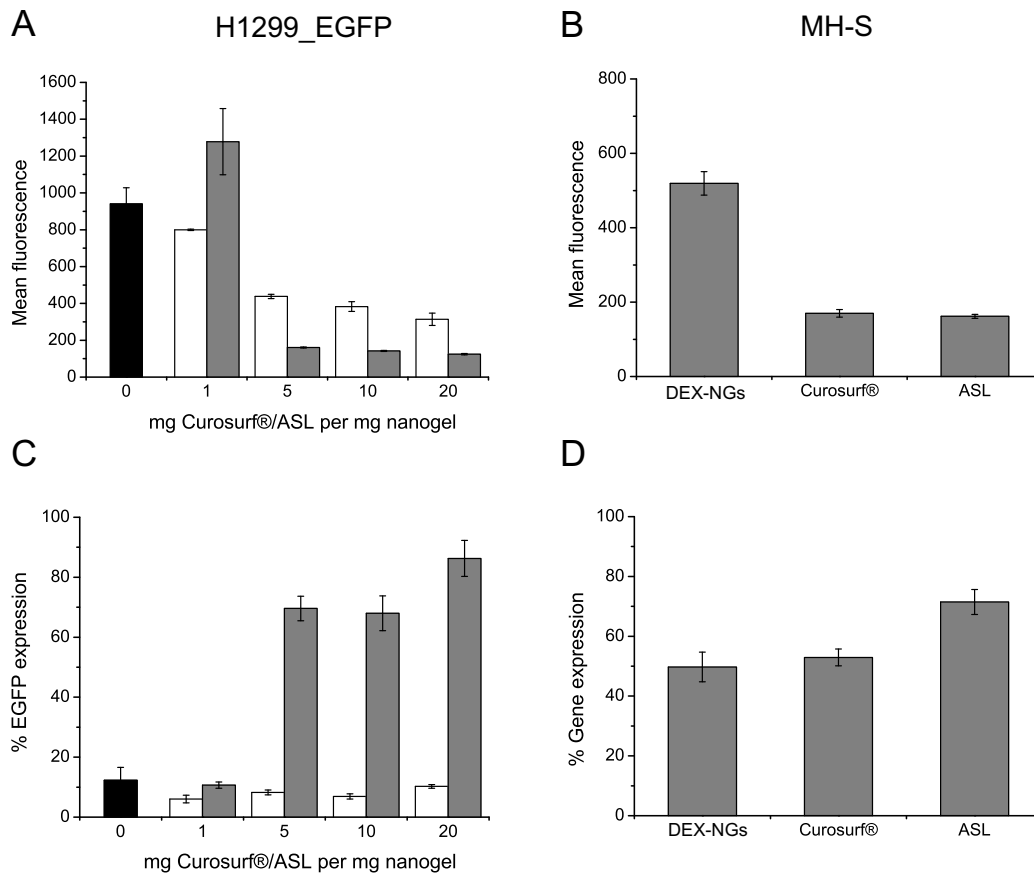 A
H1299_EGFP
1600
1400
1200
1000
800
600
400
200
0
Mean fluorescence
0 1 5 10 20
mg Curosurf®/ASL per mg nanogel
B
MH-S
800
600
400
200
0
Mean fluorescence
DEX-NGs Curosurf® ASL
C
100
80
60
40
20
0
% EGFP expression
0 1 5 10 20
mg Curosurf®/ASL per mg nanogel
D
100
80
60
40
20
0
% Gene expression
DEX-NGs Curosurf® ASL